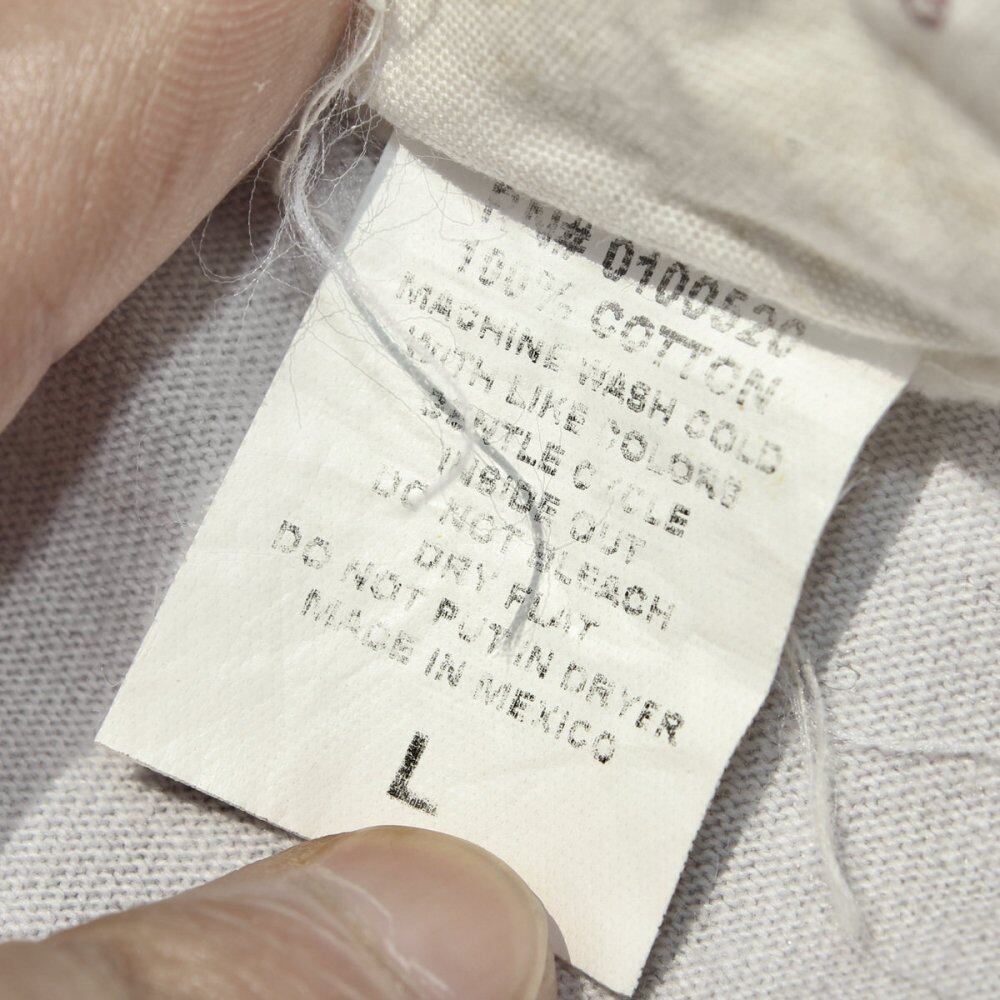 RN# 0100520
100% COTTON
MACHINE WASH COLD
WITH LIKE COLORS
GENTLE CYCLE
INSIDE OUT
DO NOT BLEACH
DRY FLAT
DO NOT PUT IN DRYER
MADE IN MEXICO
L